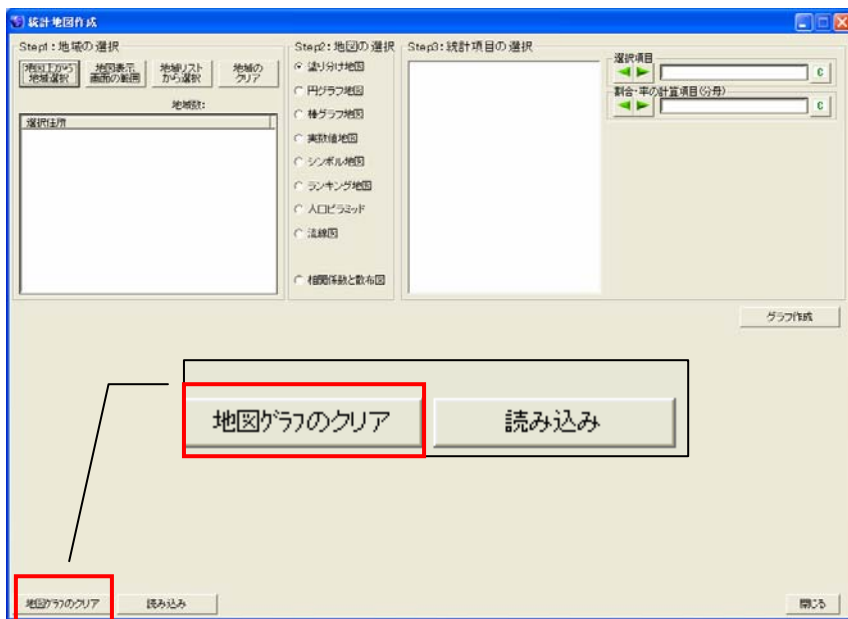 統計地図作成
Step1：地域の選択
地図上から地域選択
地図表示画面の範囲
地域リストから選択
地域のクリア
地域数：
選択住所
Step2：地図の選択
塗り分け地図
円グラフ地図
棒グラフ地図
実数値地図
シンボル地図
ランキング地図
人口ピラミッド
流線図
相関係数と散布図
Step3：統計項目の選択
選択項目
C
割合・率の計算項目(分母)
C
グラフ作成
地図ｸﾞﾗﾌのクリア
読み込み
地図ｸﾞﾗﾌのクリア
読み込み
閉じる